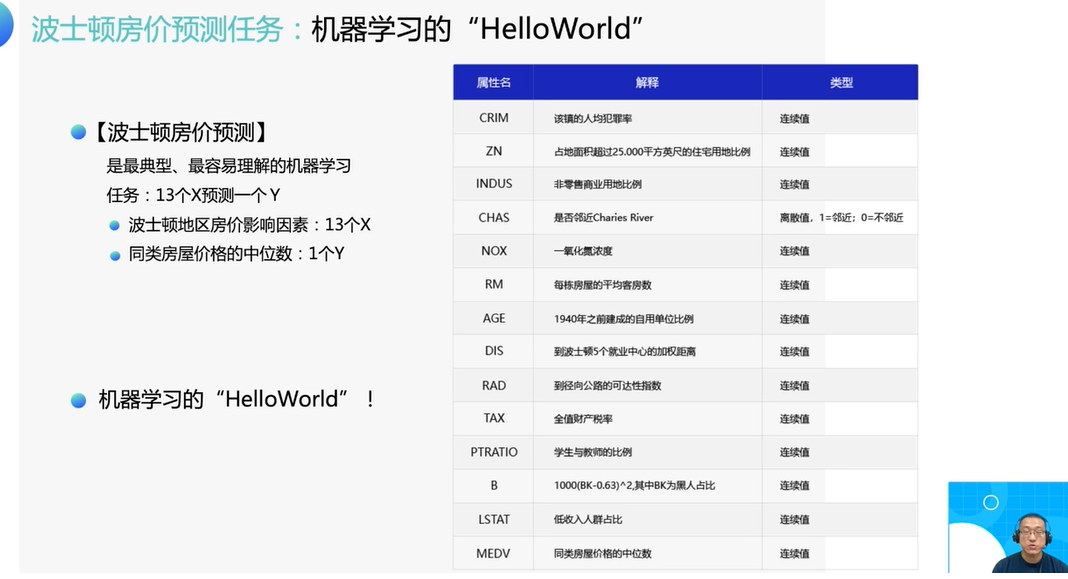 波士顿房价预测任务：机器学习的“HelloWorld”
【波士顿房价预测】
是最典型、最容易理解的机器学习
任务：13个X预测一个Y
波士顿地区房价影响因素：13个X
同类房屋价格的中位数：1个Y
机器学习的“HelloWorld”！
属性名 解释 类型
CRIM 该镇的人均犯罪率 连续值
ZN 占地面积超过25.000平方英尺的住宅用地比例 连续值
INDUS 非零售商业用地比例 连续值
CHAS 是否邻近Charies River 离散值，1=邻近；0=不邻近
NOX 一氧化氮浓度 连续值
RM 每栋房屋的平均客房数 连续值
AGE 1940年之前建成的自用单位比例 连续值
DIS 到波士顿5个就业中心的加权距离 连续值
RAD 到径向公路的可达性指数 连续值
TAX 全值财产税率 连续值
PTRATIO 学生与教师的比例 连续值
B 1000(BK-0.63)^2,其中BK为黑人占比 连续值
LSTAT 低收入人群占比 连续值
MEDV 同类房屋价格的中位数 连续值